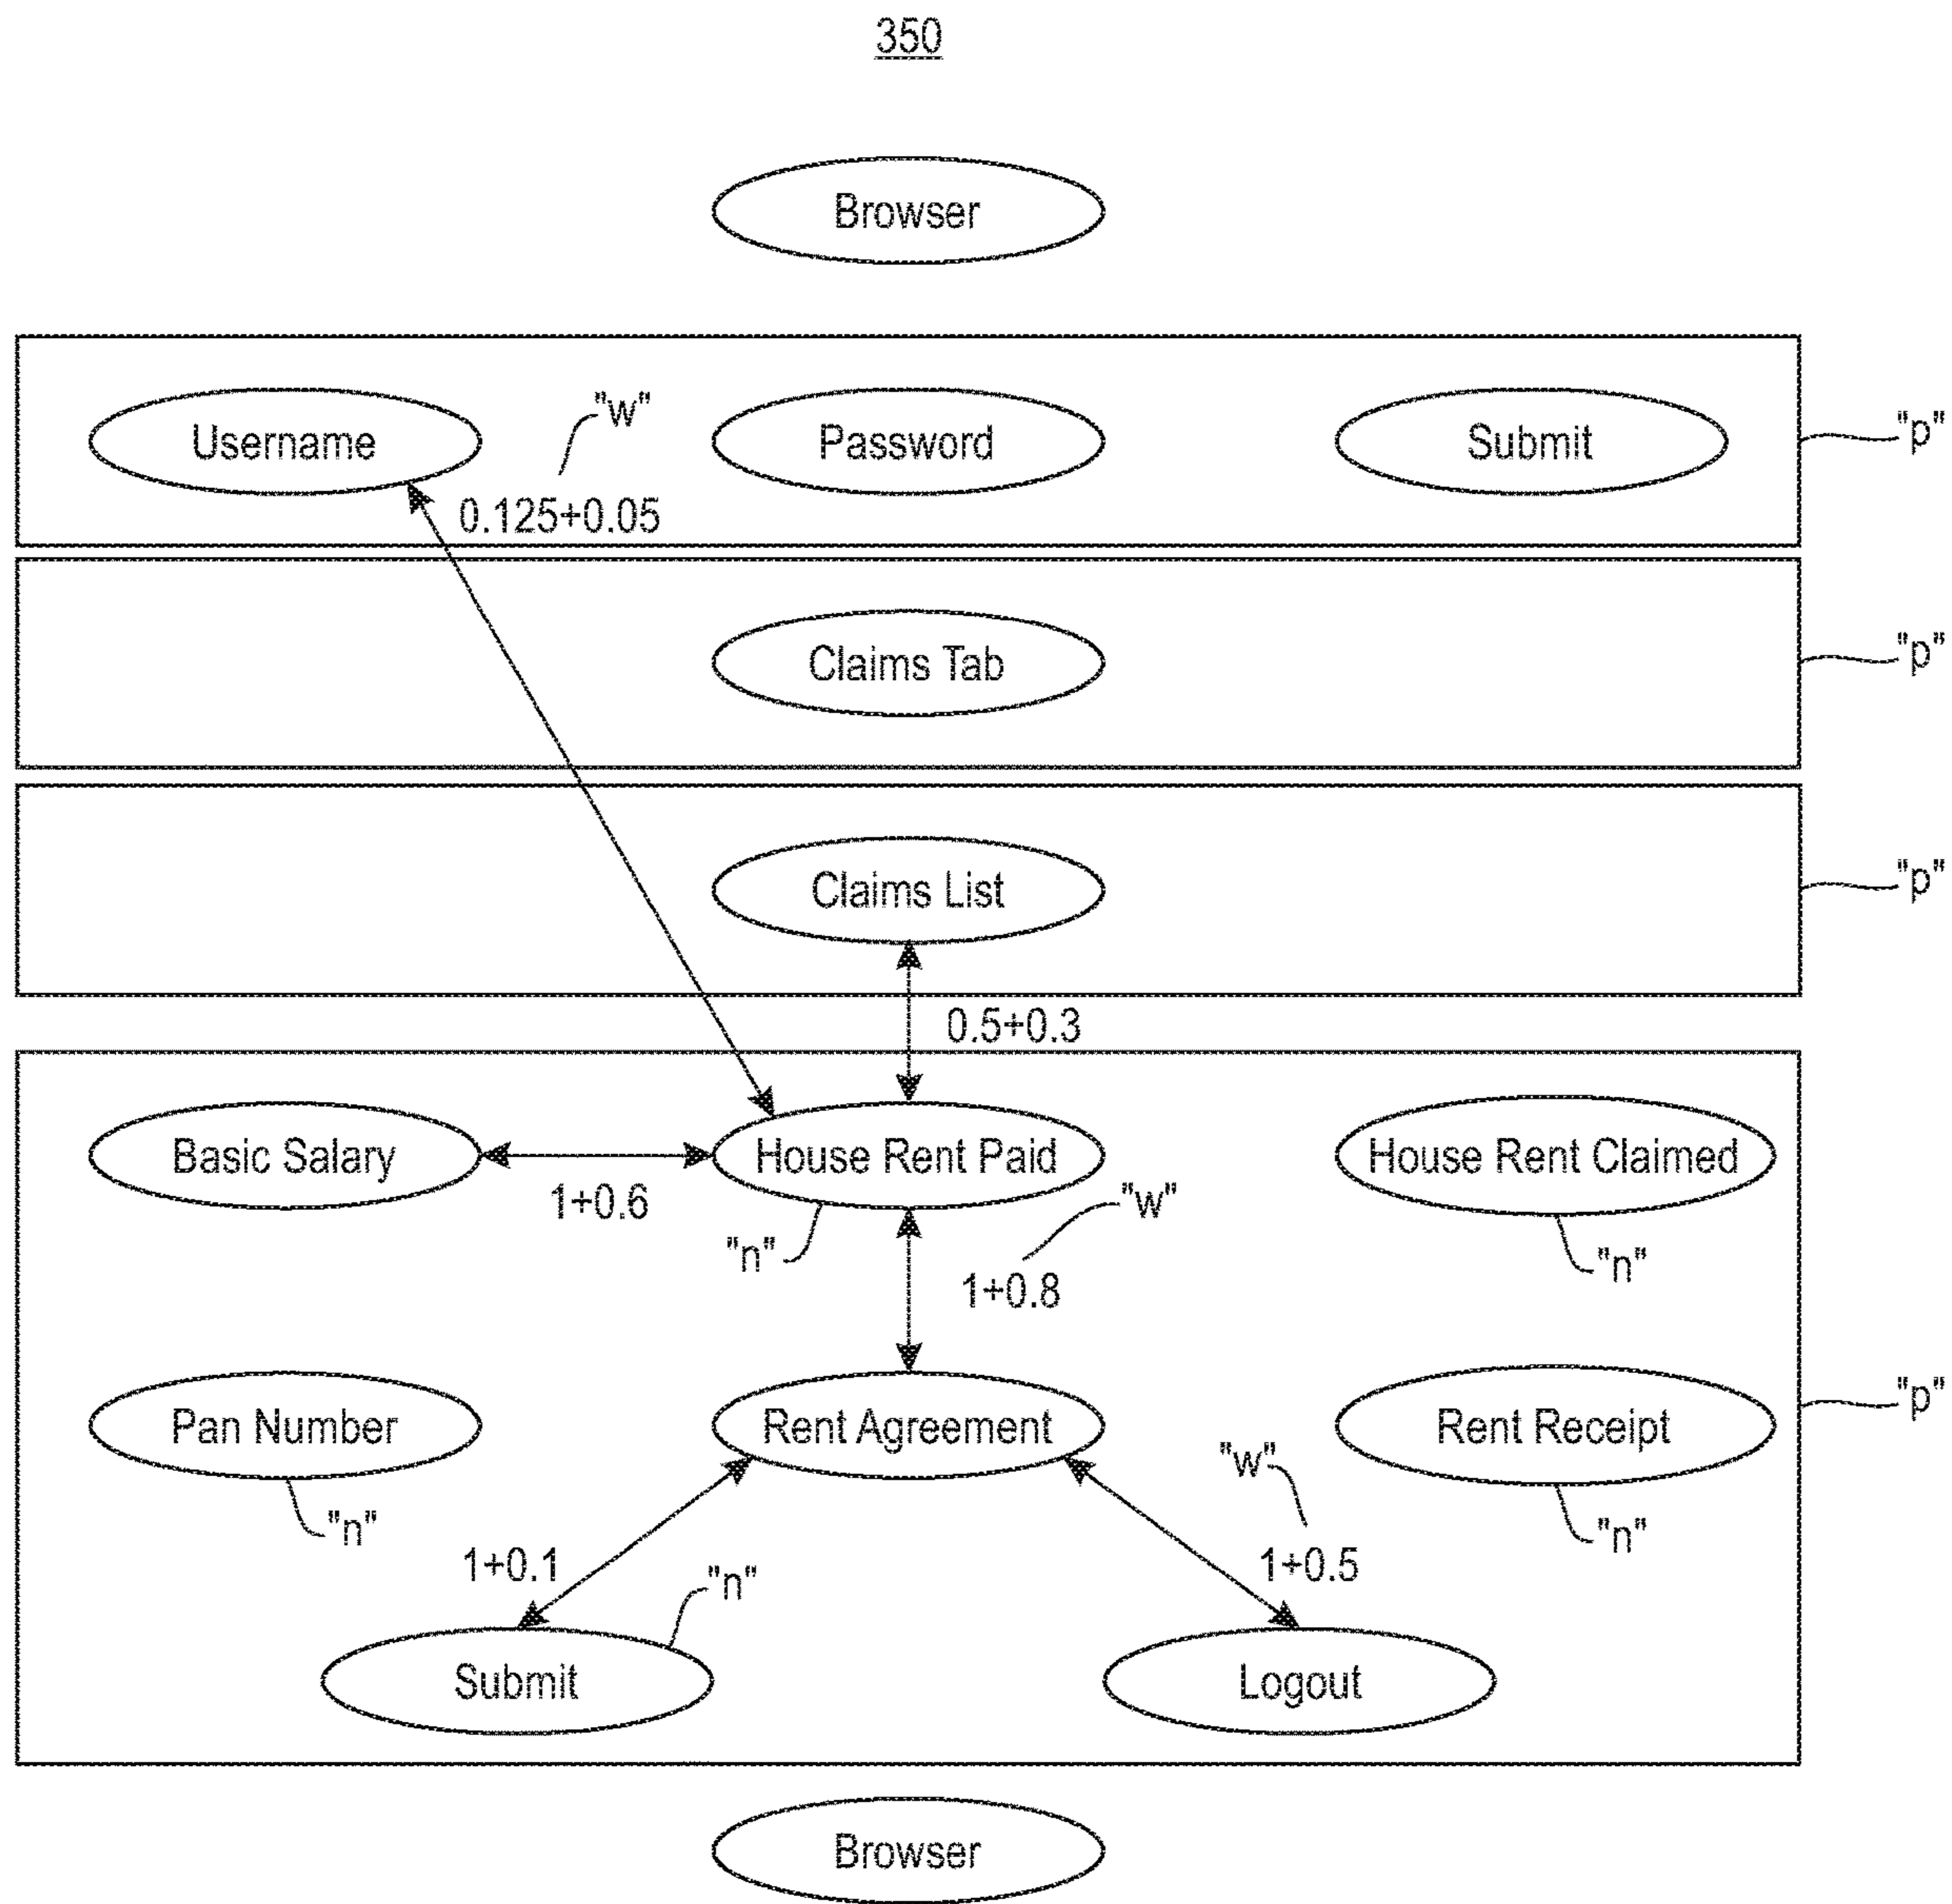 350
Browser
"w"
Username
Password
Submit
"p"
0.125+0.05
Claims Tab
"p"
Claims List
"p"
0.5+0.3
Basic Salary
House Rent Paid
House Rent Claimed
1+0.6
"w"
"n"
"n"
1+0.8
Pan Number
Rent Agreement
Rent Receipt
"p"
"w"
"n"
"n"
1+0.1
1+0.5
"n"
Submit
Logout
Browser